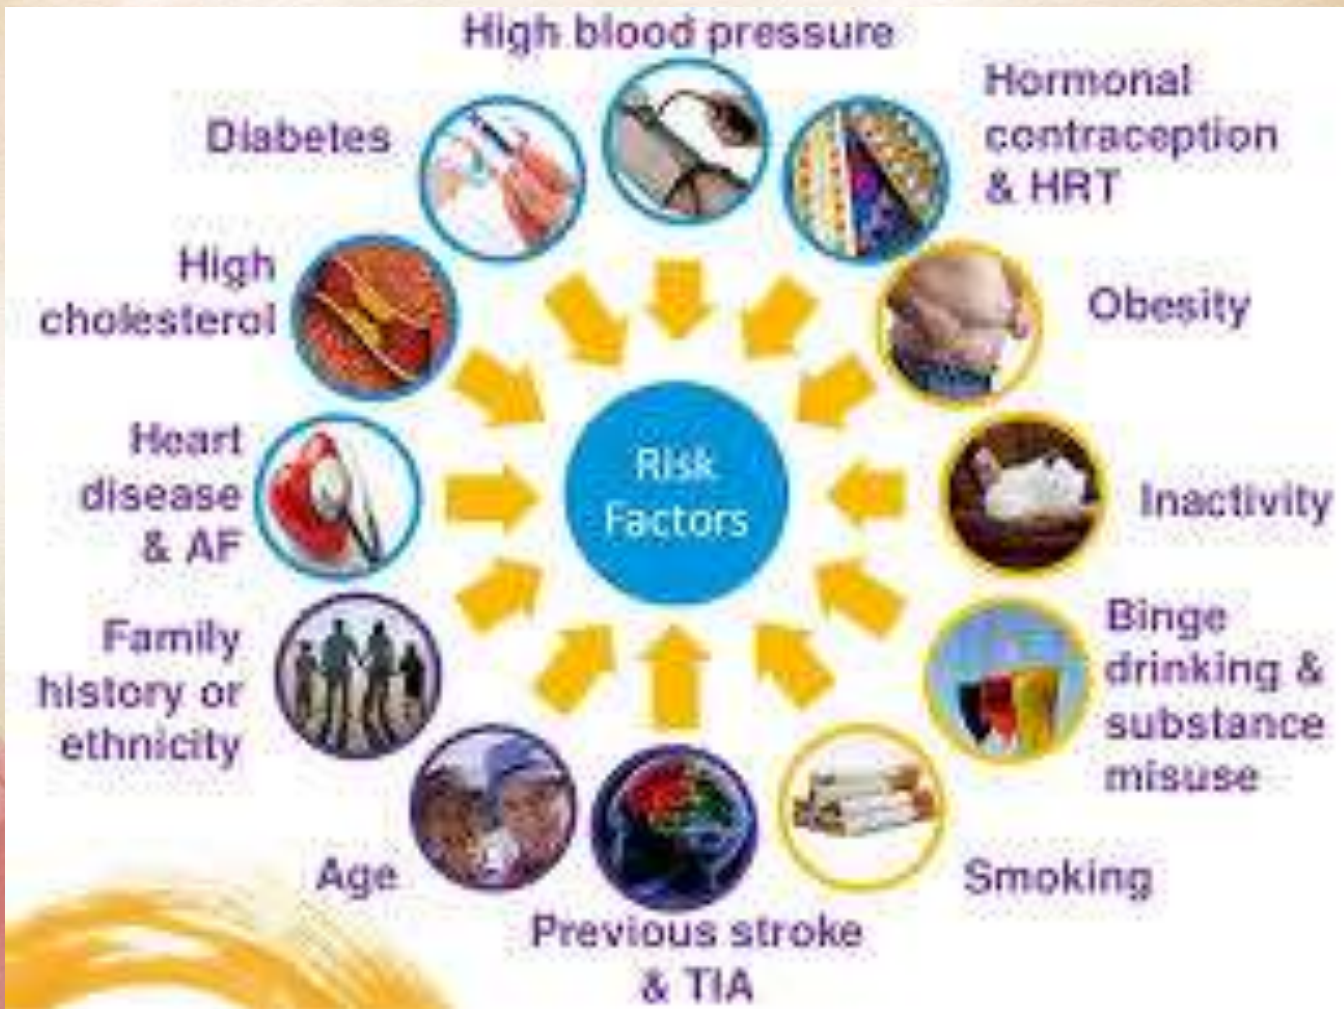 High blood pressure
Hormonal
contraception
& HRT
Diabetes
High
cholesterol
Obesity
Heart
disease
& AF
Risk
Factors
Inactivity
Family
history or
ethnicity
Binge
drinking &
substance
misuse
Age
Smoking
Previous stroke
& TIA